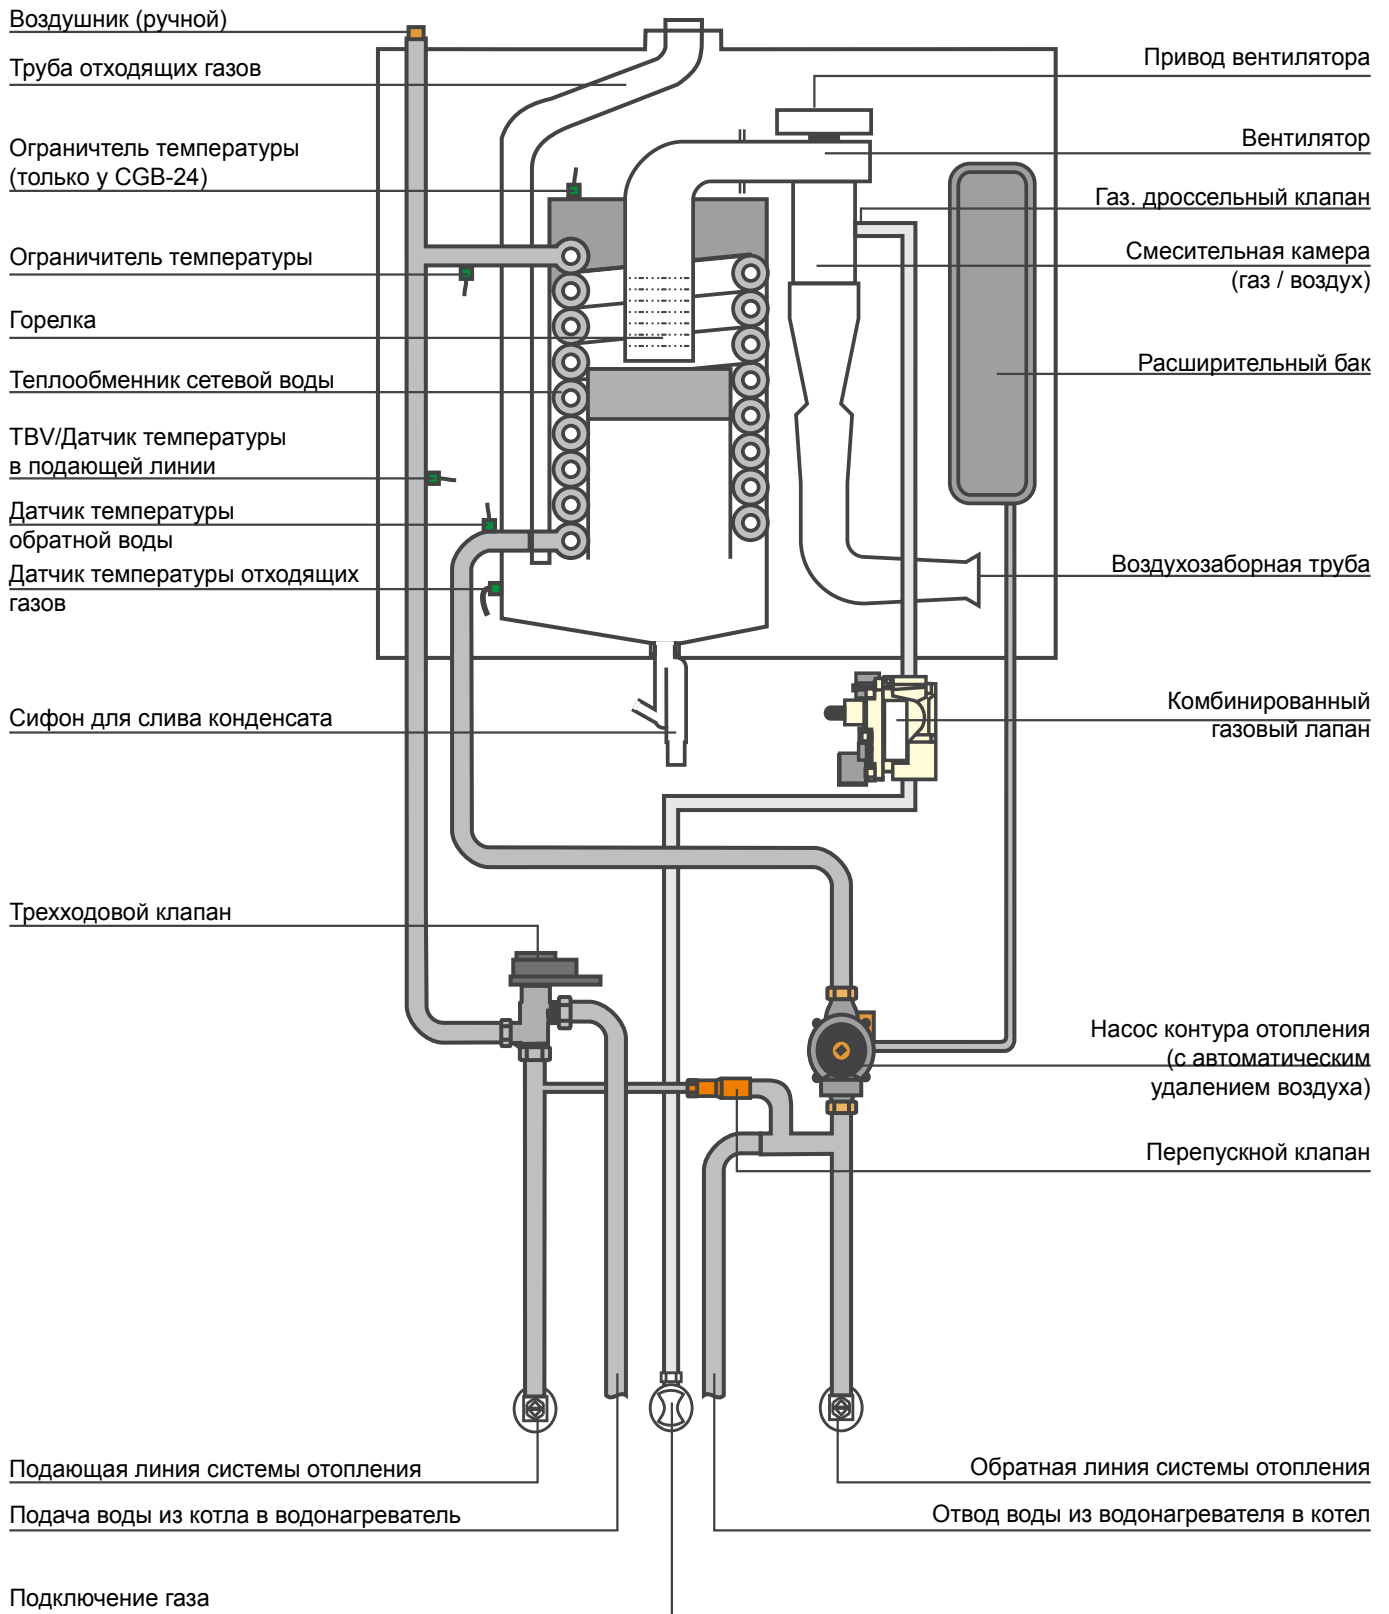 Воздушник (ручной)
Труба отходящих газов
Ограничтель температуры
(только у CGB-24)
Ограничитель температуры
Горелка
Теплообменник сетевой воды
TBV/Датчик температуры
в подающей линии
Датчик температуры
обратной воды
Датчик температуры отходящих
газов
Сифон для слива конденсата
Трехходовой клапан
Подающая линия системы отопления
Подача воды из котла в водонагреватель
Подключение газа
Привод вентилятора
Вентилятор
Газ. дроссельный клапан
Смесительная камера
(газ / воздух)
Расширительный бак
Воздухозаборная труба
Комбинированный
газовый лапан
Насос контура отопления
(с автоматическим
удалением воздуха)
Перепускной клапан
Обратная линия системы отопления
Отвод воды из водонагревателя в котел